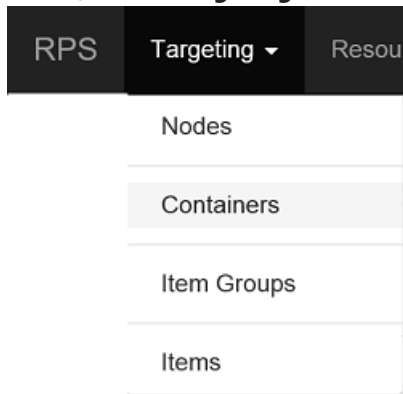 RPS Targeting Resou
Nodes
Containers
Item Groups
Items